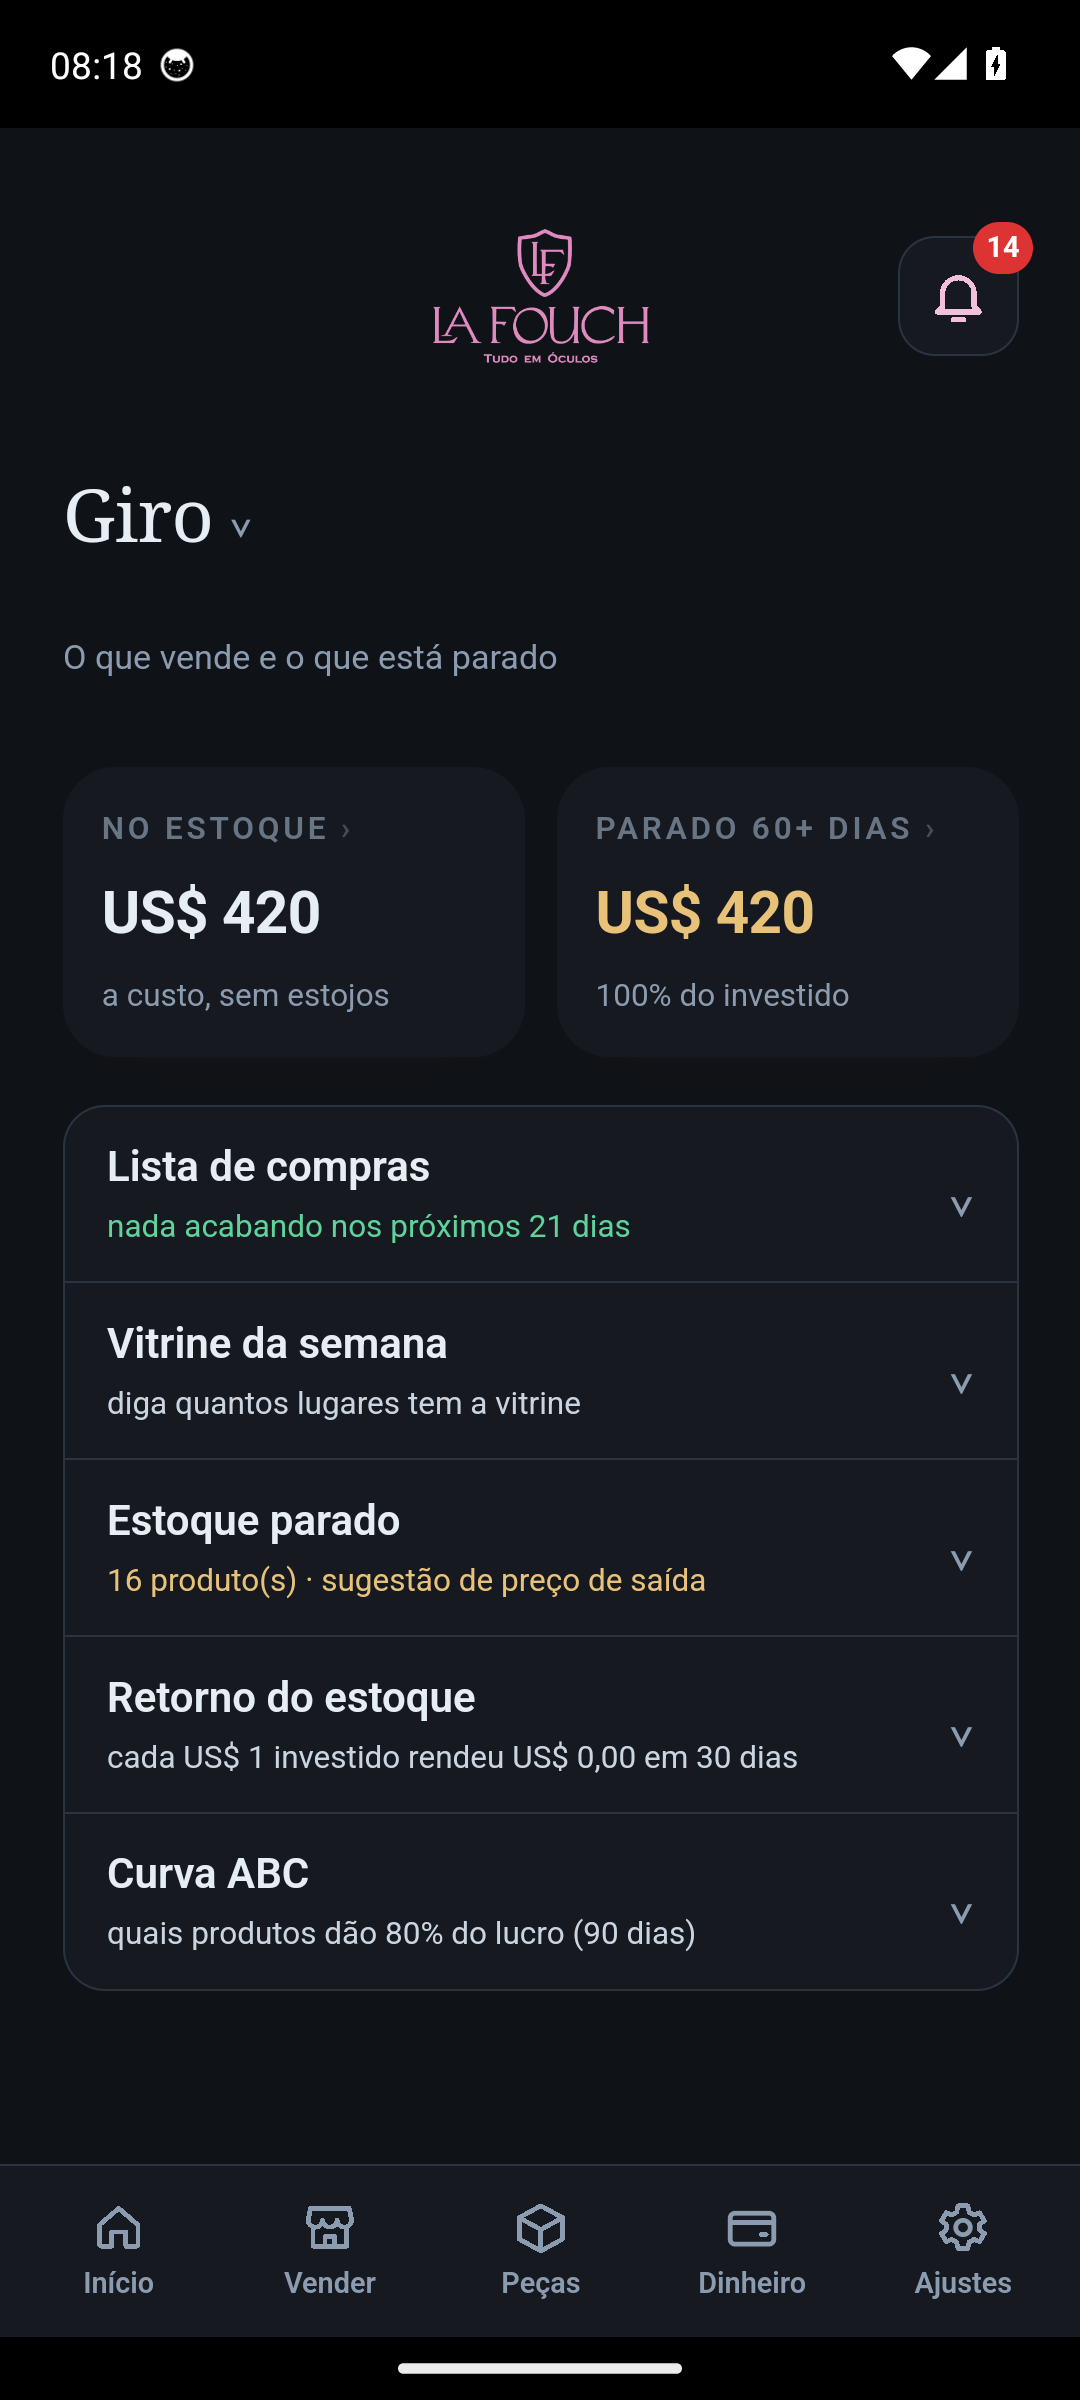 08:18
14
LF
LA FOUCH
TUDO EM ÓCULOS
Giro
O que vende e o que está parado
NO ESTOQUE ›
US$ 420
a custo, sem estojos
PARADO 60+ DIAS ›
US$ 420
100% do investido
Lista de compras
nada acabando nos próximos 21 dias
Vitrine da semana
diga quantos lugares tem a vitrine
Estoque parado
16 produto(s) · sugestão de preço de saída
Retorno do estoque
cada US$ 1 investido rendeu US$ 0,00 em 30 dias
Curva ABC
quais produtos dão 80% do lucro (90 dias)
Início
Vender
Peças
Dinheiro
Ajustes